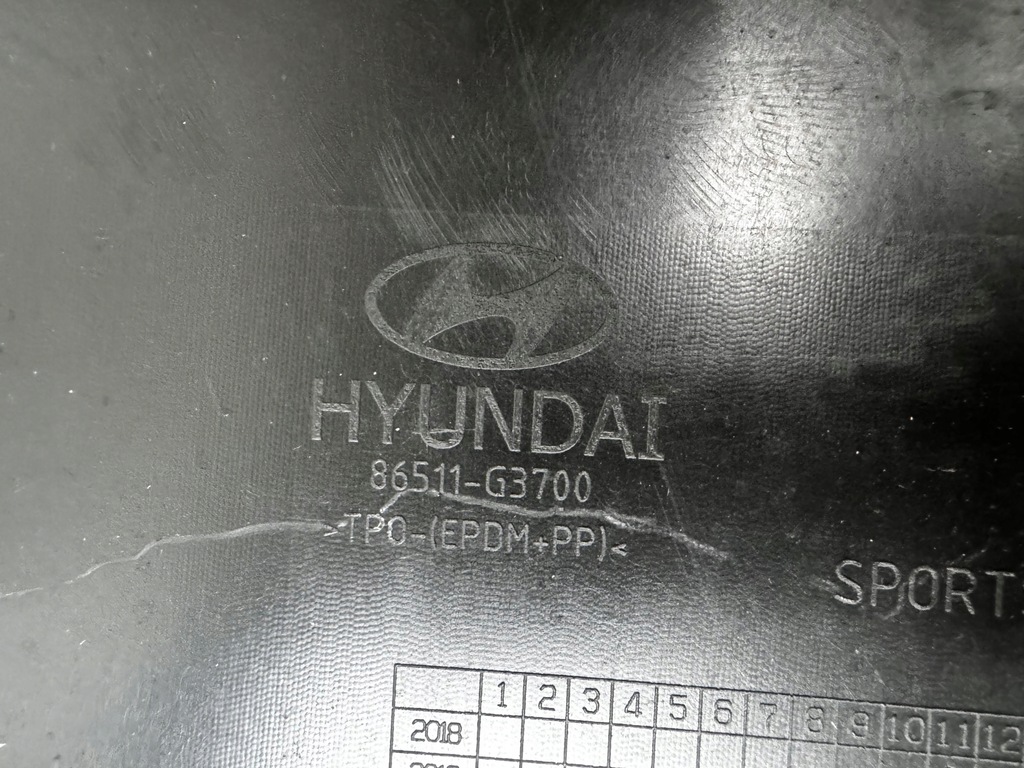 HYUNDAI
86511-G3700
>TPO-(EPDM+PP)<
SPORT
1 2 3 4 5 6 7 8 9 10 11 12
2018